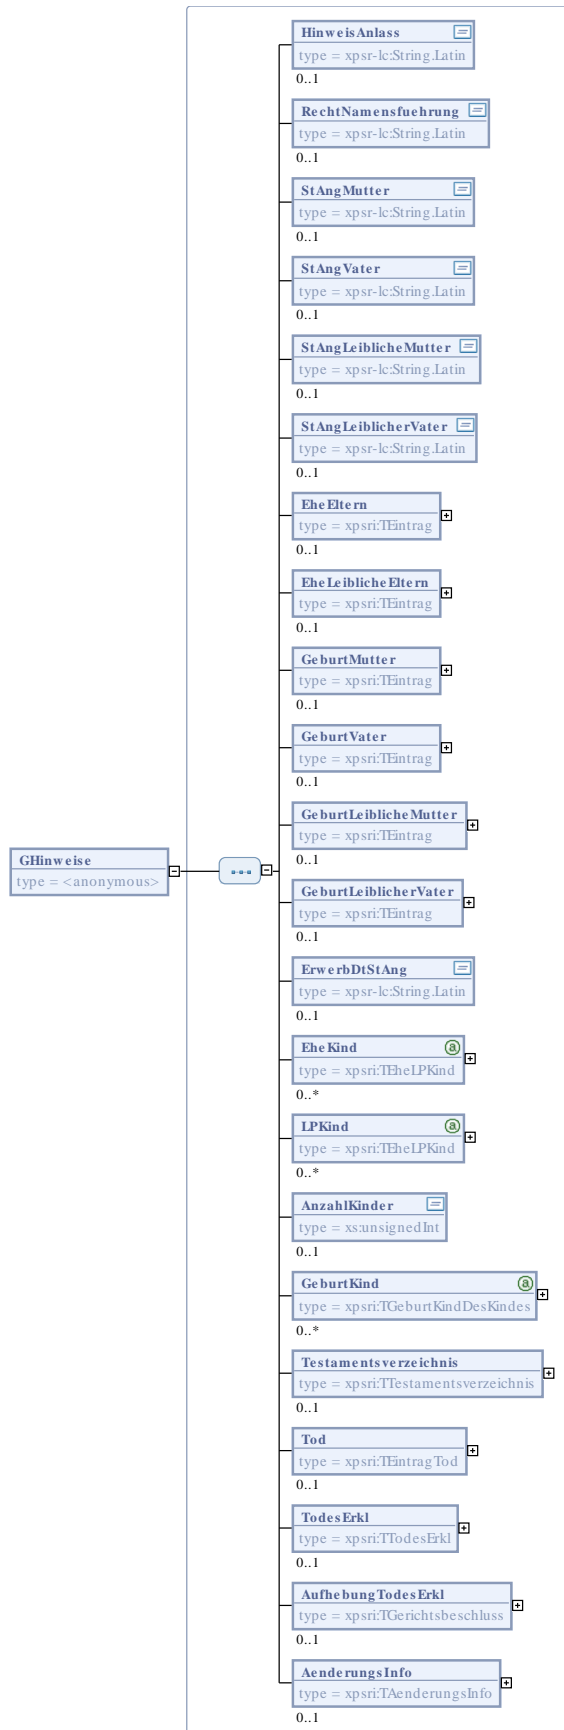 HinweisAnlass
type = xpsr-lc:String.Latin
0..1
RechtNamensfuehrung
type = xpsr-lc:String.Latin
0..1
StAngMutter
type = xpsr-lc:String.Latin
0..1
StAngVater
type = xpsr-lc:String.Latin
0..1
StAngLeiblicheMutter
type = xpsr-lc:String.Latin
0..1
StAngLeiblicherVater
type = xpsr-lc:String.Latin
0..1
EheEltern
type = xpsri:TEintrag
0..1
EheLeiblicheEltern
type = xpsri:TEintrag
0..1
GeburtMutter
type = xpsri:TEintrag
0..1
GeburtVater
type = xpsri:TEintrag
0..1
GeburtLeiblicheMutter
type = xpsri:TEintrag
0..1
GHinweise
type = <anonymous>
GeburtLeiblicherVater
type = xpsri:TEintrag
0..1
ErwerbDtStAng
type = xpsr-lc:String.Latin
0..1
EheKind
type = xpsri:TEheLPKind
0..*
LPKind
type = xpsri:TEheLPKind
0..*
AnzahlKinder
type = xs:unsignedInt
0..1
GeburtKind
type = xpsri:TGeburtKindDesKindes
0..*
Testamentsverzeichnis
type = xpsri:TTestamentsverzeichnis
0..1
Tod
type = xpsri:TEintragTod
0..1
TodesErkl
type = xpsri:TTodesErkl
0..1
AufhebungTodesErkl
type = xpsri:TGerichtsbeschluss
0..1
AenderungsInfo
type = xpsri:TAenderungsInfo
0..1